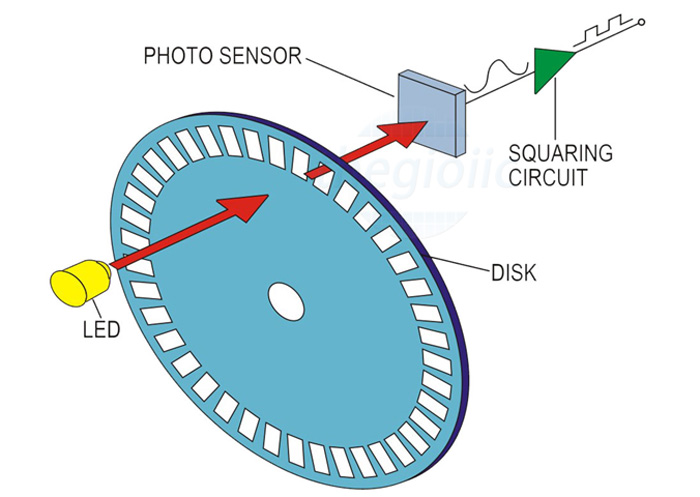 PHOTO SENSOR
SQUARING
CIRCUIT
DISK
LED